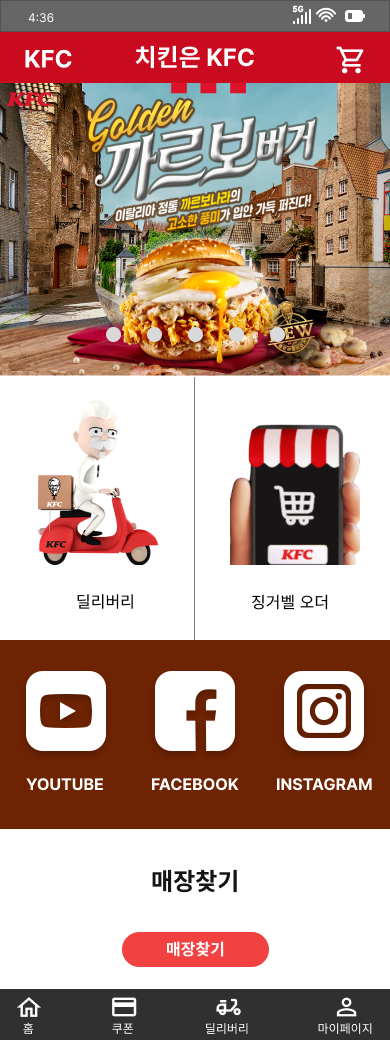 4:36
5G
KFC
치킨은 KFC
KFC
Golden
까르보버거
이탈리아 정통 까르보나라의
고소한 풍미가 입안 가득 퍼진다!
NEW
KFC
KFC
KFC
딜리버리
징거벨 오더
YOUTUBE
FACEBOOK
INSTAGRAM
매장찾기
매장찾기
홈
쿠폰
딜리버리
마이페이지